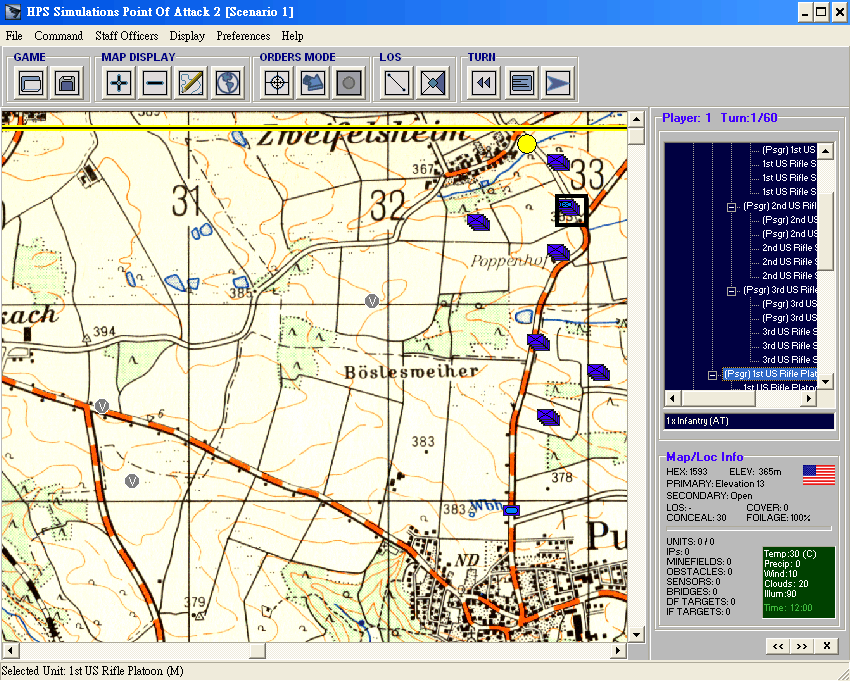 HPS Simulations Point Of Attack 2 [Scenario 1]
File Command Staff Officers Display Preferences Help
GAME MAP DISPLAY ORDERS MODE LOS TURN
Player: 1 Turn:1/60
(Psgr) 1st US
1st US Rifle S
1st US Rifle S
1st US Rifle S
(Psgr) 2nd US Rifl
(Psgr) 2nd US
(Psgr) 2nd US
2nd US Rifle S
2nd US Rifle S
2nd US Rifle S
(Psgr) 3rd US Rifle
(Psgr) 3rd US
(Psgr) 3rd US
3rd US Rifle S
3rd US Rifle S
3rd US Rifle S
(Psgr) 1st US Rifle Plat
1st US Rifle Platoo
1x Infantry (AT)
Map/Loc Info
HEX: 1593 ELEV: 365m
PRIMARY: Elevation 13
SECONDARY: Open
LOS: - COVER: 0
CONCEAL: 30 FOILAGE: 100%
UNITS: 0 / 0
IPs: 0
MINEFIELDS: 0
OBSTACLES: 0
SENSORS: 0
BRIDGES: 0
DF TARGETS: 0
IF TARGETS: 0
Temp:30 (C)
Precip: 0
Wind:10
Clouds: 20
Illum:90
Time: 12:00
<< >> X
Zweifelsheim
367
31
32
33
Poppenhof
385
394
V
V
V
Böslesweiher
5
383
378
383
Wbh
ND
379
Selected Unit: 1st US Rifle Platoon (M)